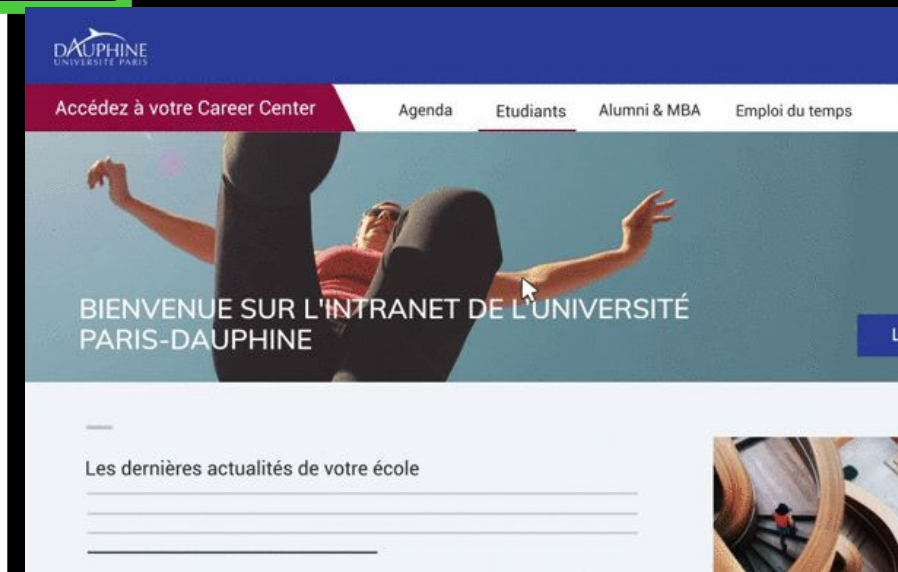 DAUPHINE
UNIVERSITÉ PARIS
Accédez à votre Career Center
Agenda
Etudiants
Alumni & MBA
Emploi du temps
BIENVENUE SUR L'INTRANET DE L'UNIVERSITÉ
PARIS-DAUPHINE
L
Les dernières actualités de votre école